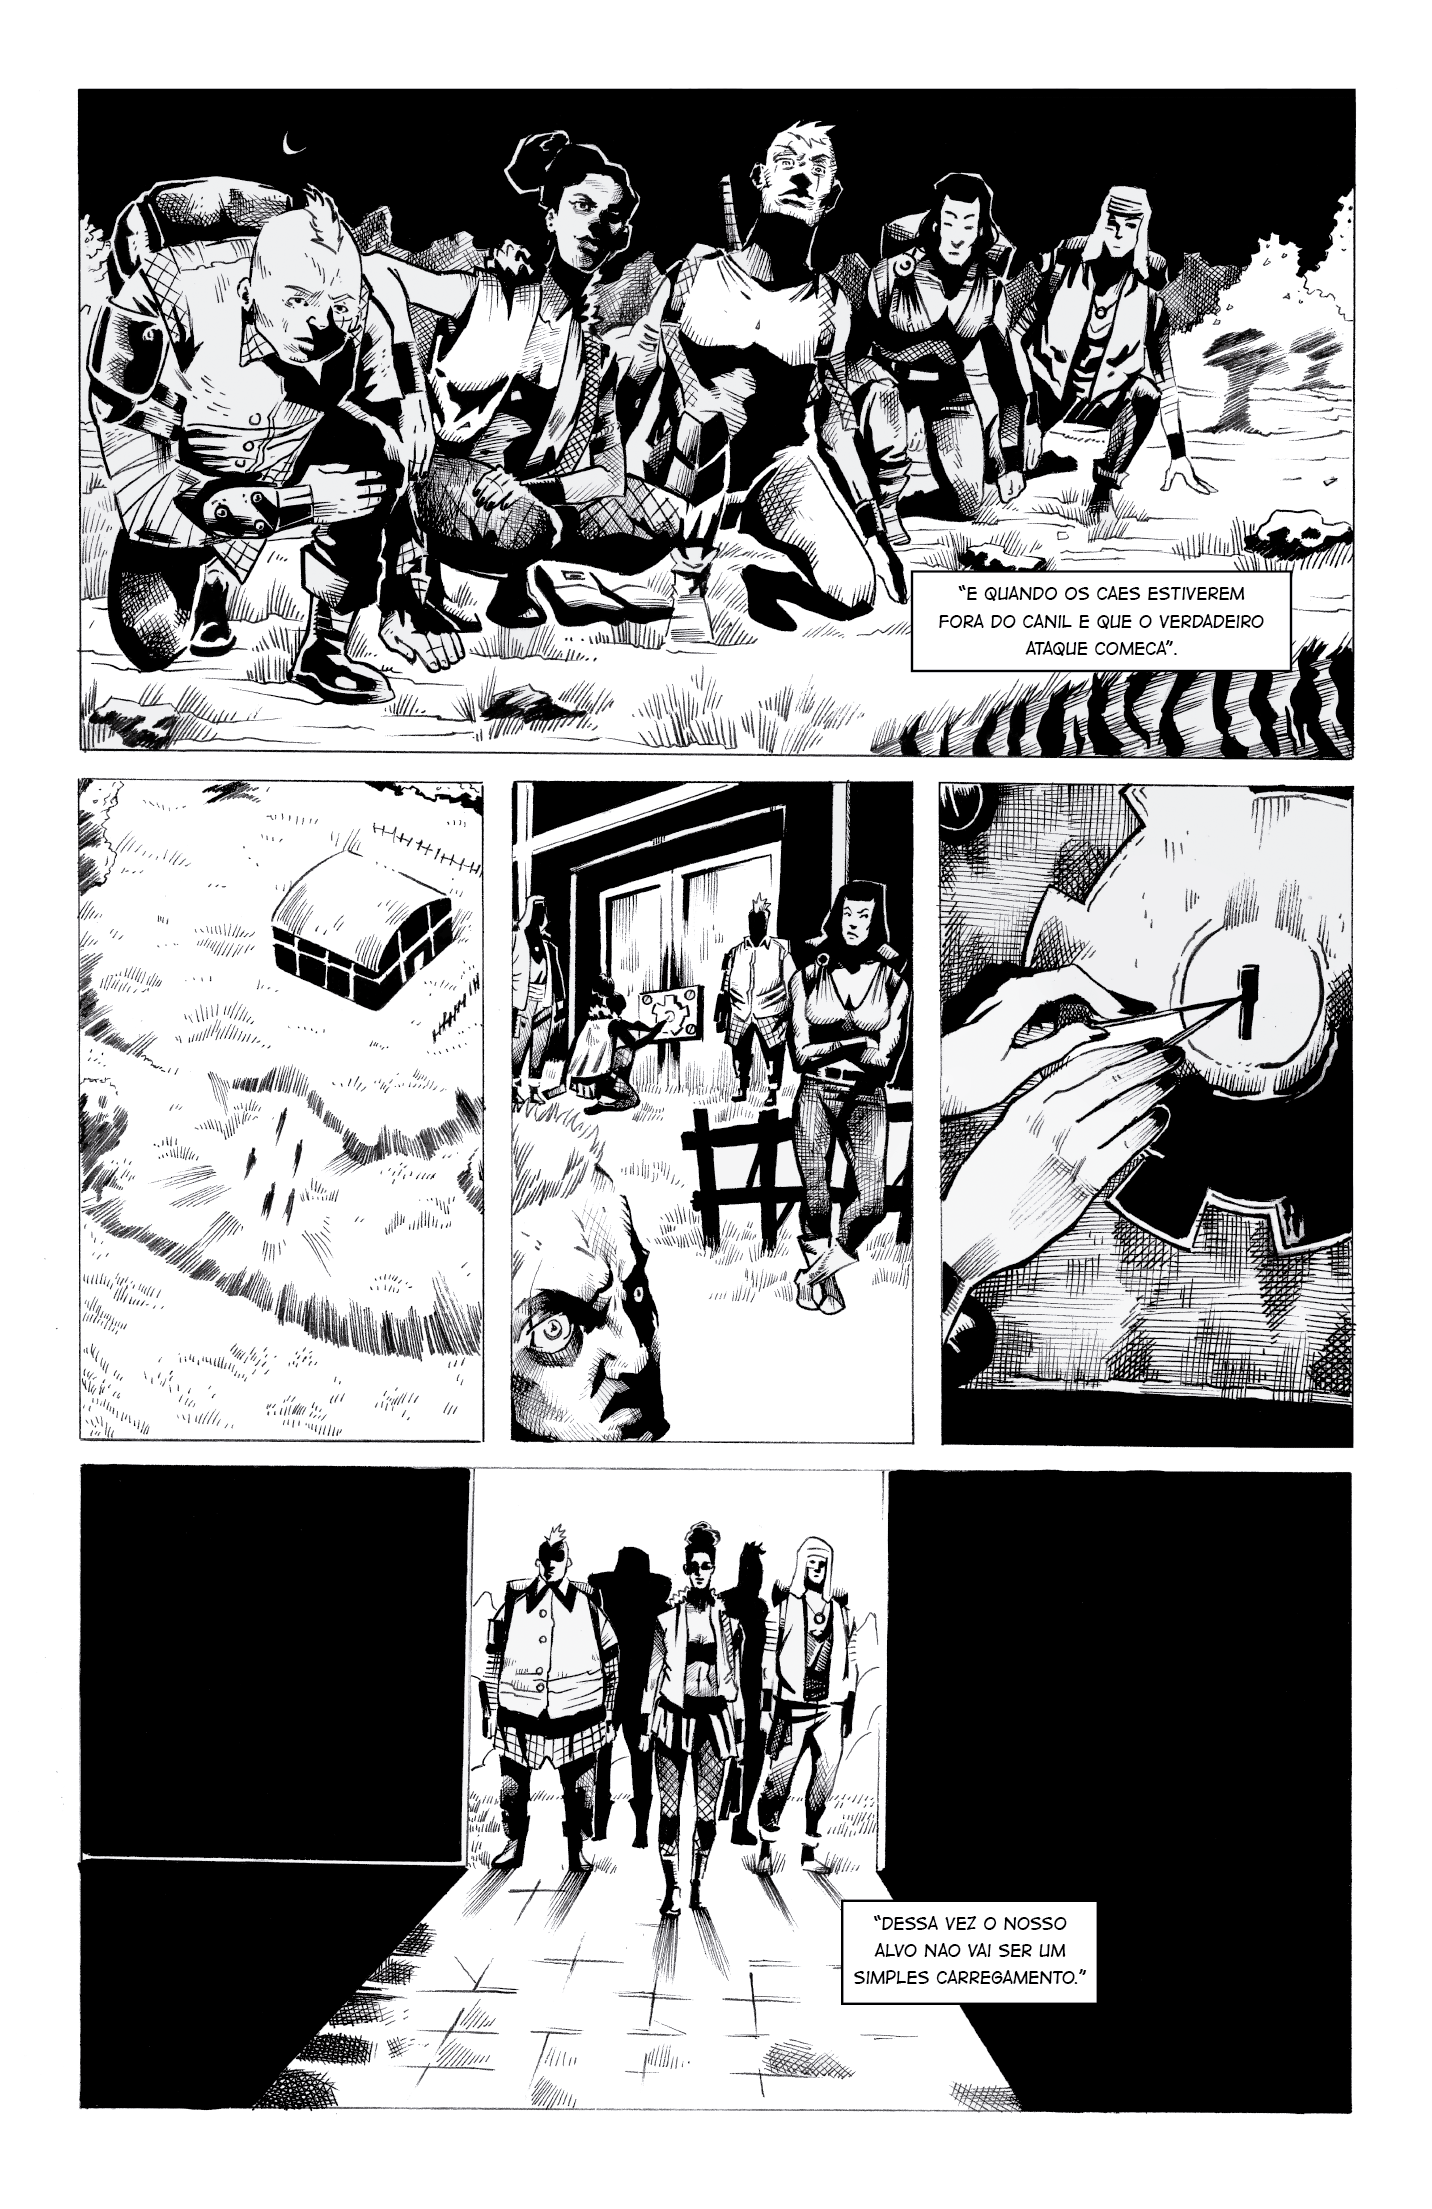 “E QUANDO OS CAES ESTIVEREM
FORA DO CANIL E QUE O VERDADEIRO
ATAQUE COMECA”.
“DESSA VEZ O NOSSO
ALVO NAO VAI SER UM
SIMPLES CARREGAMENTO.”